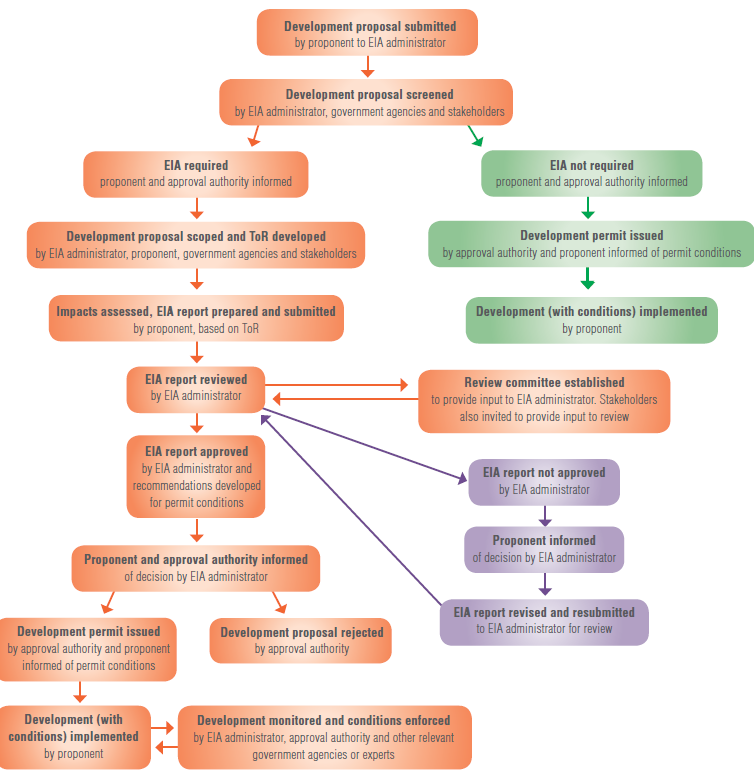 Development proposal submitted
by proponent to EIA administrator
Development proposal screened
by EIA administrator, government agencies and stakeholders
EIA required
proponent and approval authority informed
EIA not required
proponent and approval authority informed
Development proposal scoped and ToR developed
by EIA administrator, proponent, government agencies and stakeholders
Development permit issued
by approval authority and proponent informed of permit conditions
Impacts assessed, EIA report prepared and submitted
by proponent, based on ToR
Development (with conditions) implemented
by proponent
EIA report reviewed
by EIA administrator
Review committee established
to provide input to EIA administrator. Stakeholders
also invited to provide input to review
EIA report approved
by EIA administrator and
recommendations developed
for permit conditions
EIA report not approved
by EIA administrator
Proponent informed
of decision by EIA administrator
Proponent and approval authority informed
of decision by EIA administrator
EIA report revised and resubmitted
to EIA administrator for review
Development permit issued
by approval authority and proponent
informed of permit conditions
Development proposal rejected
by approval authority
Development (with
conditions) implemented
by proponent
Development monitored and conditions enforced
by EIA administrator, approval authority and other relevant
government agencies or experts